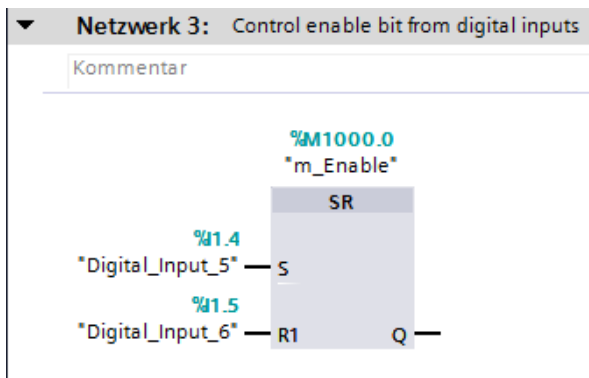 Netzwerk 3: Control enable bit from digital inputs
Kommentar
%M1000.0
"m_Enable"
SR
%I1.4
"Digital_Input_5" S
%I1.5
"Digital_Input_6" R1 Q